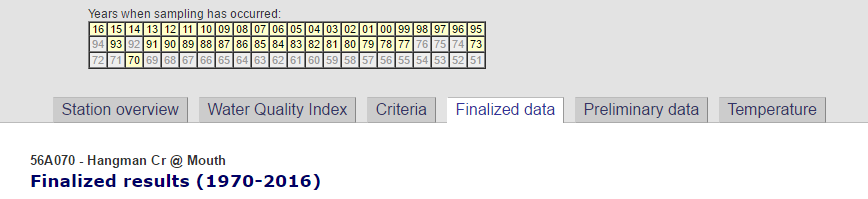 Years when sampling has occurred:
16 15 14 13 12 11 10 09 08 07 06 05 04 03 02 01 00 99 98 97 96 95
94 93 92 91 90 89 88 87 86 85 84 83 82 81 80 79 78 77 76 75 74 73
72 71 70 69 68 67 66 65 64 63 62 61 60 59 58 57 56 55 54 53 52 51
Station overview Water Quality Index Criteria Finalized data Preliminary data Temperature
56A070 - Hangman Cr @ Mouth
Finalized results (1970-2016)